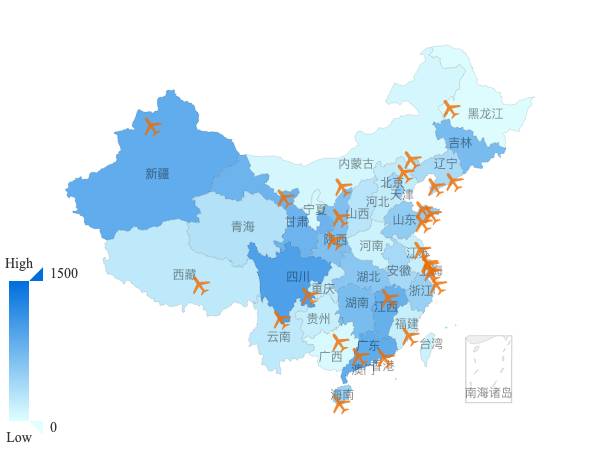 黑龙江
吉林
内蒙古
辽宁
新疆
北京
天津
河北
宁夏
山西
甘肃
山东
青海
陕西
河南
江苏
High
西藏
1500
四川
湖北
安徽
上海
重庆
浙江
湖南
江西
贵州
福建
云南
台湾
广东
广西
澳门
香港
海南
南海诸岛
0
Low